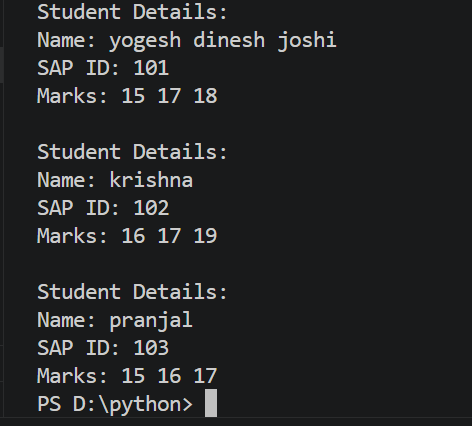 Student Details:
Name: yogesh dinesh joshi
SAP ID: 101
Marks: 15 17 18
Student Details:
Name: krishna
SAP ID: 102
Marks: 16 17 19
Student Details:
Name: pranjal
SAP ID: 103
Marks: 15 16 17
PS D:\python>